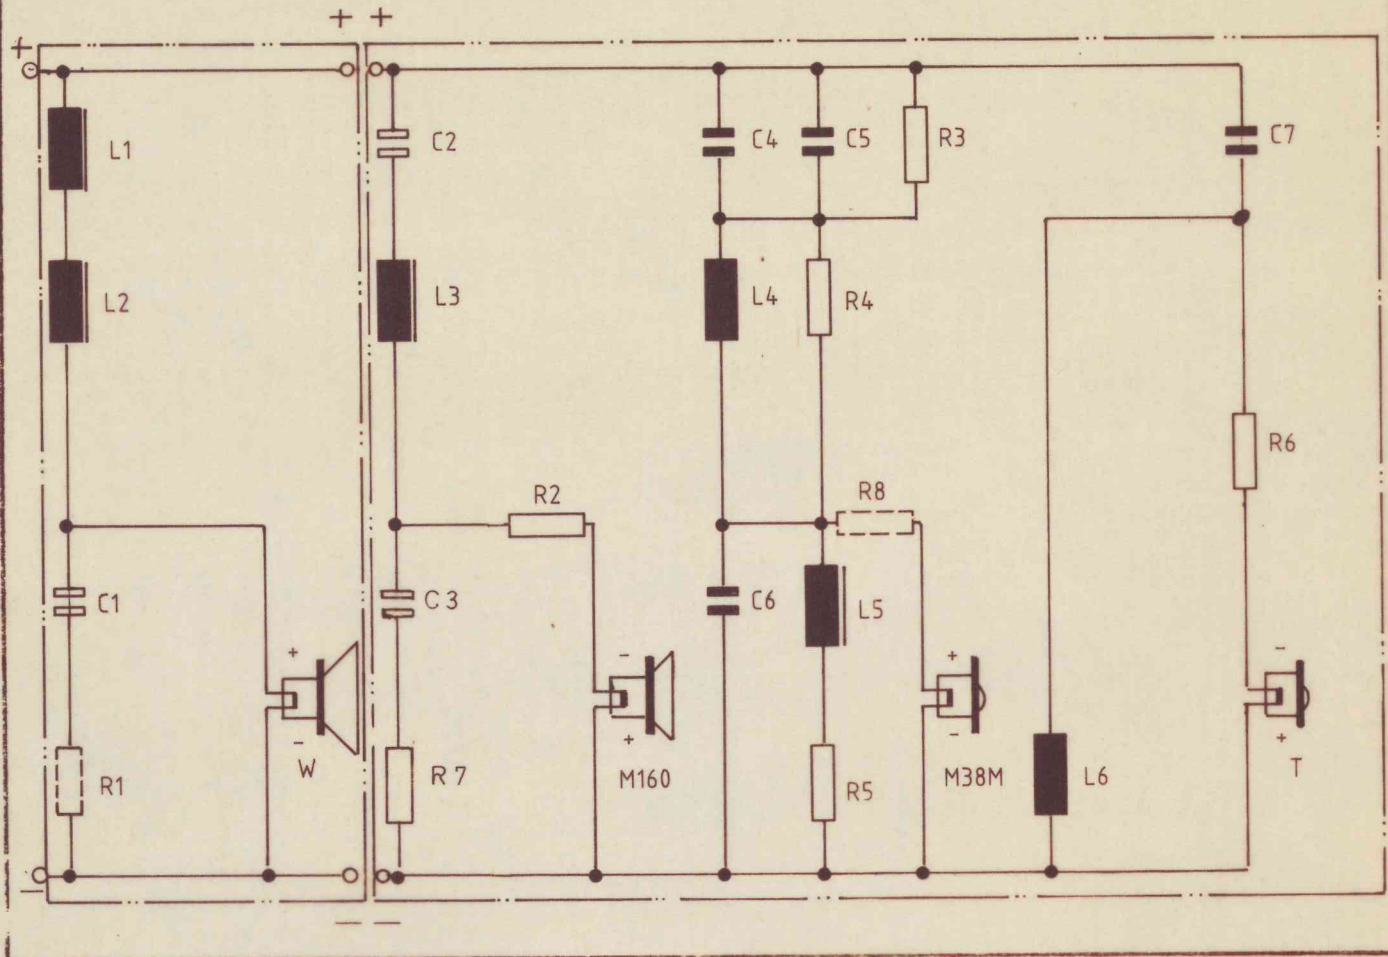 + +
+
L1
C2
C4
C5
R3
C7
L2
L3
L4
R4
R6
R2
R8
C1
C3
C6
L5
+
-
+
-
-
+
-
+
W
M160
M38M
T
R1
R7
R5
L6
-
- -